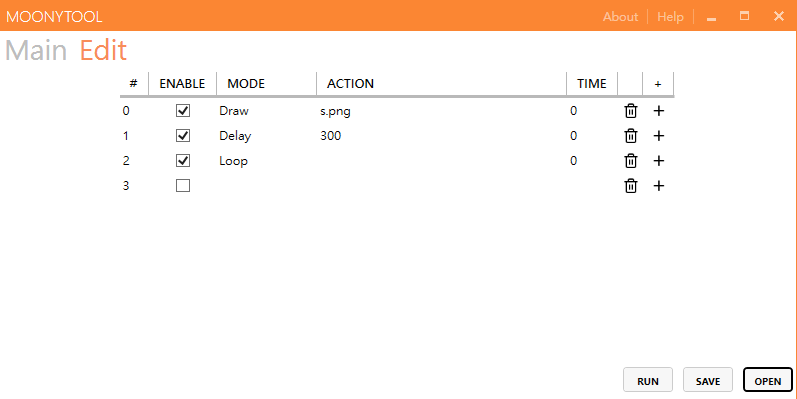 MOONYTOOL About Help
Main Edit
# ENABLE MODE ACTION TIME +
0 Draw s.png 0
1 Delay 300 0
2 Loop 0
3
RUN SAVE OPEN